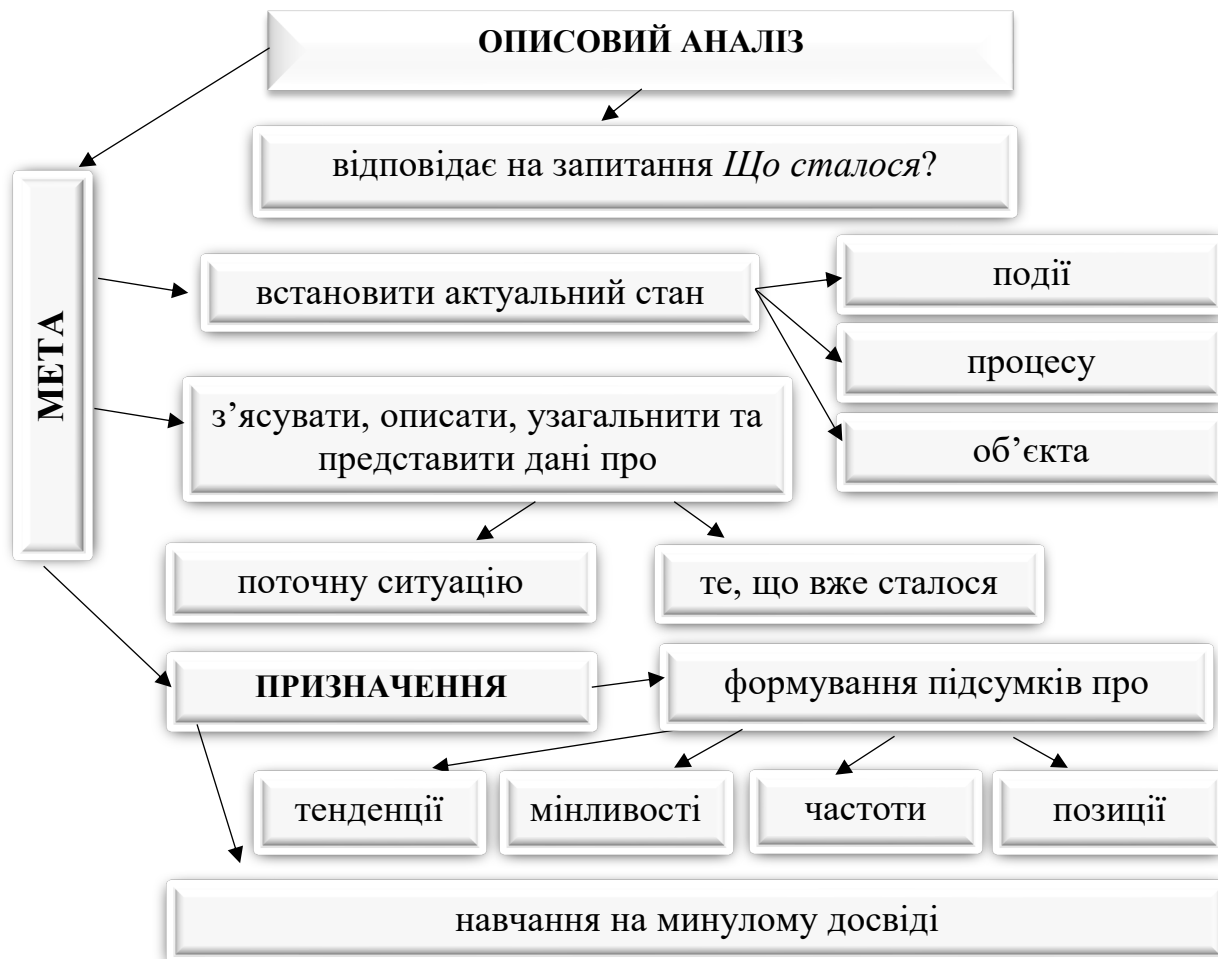 ОПИСОВИЙ АНАЛІЗ
відповідає на запитання Що сталося?
МЕТА
встановити актуальний стан
події
процесу
об’єкта
з’ясувати, описати, узагальнити та
представити дані про
поточну ситуацію
те, що вже сталося
ПРИЗНАЧЕННЯ
формування підсумків про
тенденції
мінливості
частоти
позиції
навчання на минулому досвіді